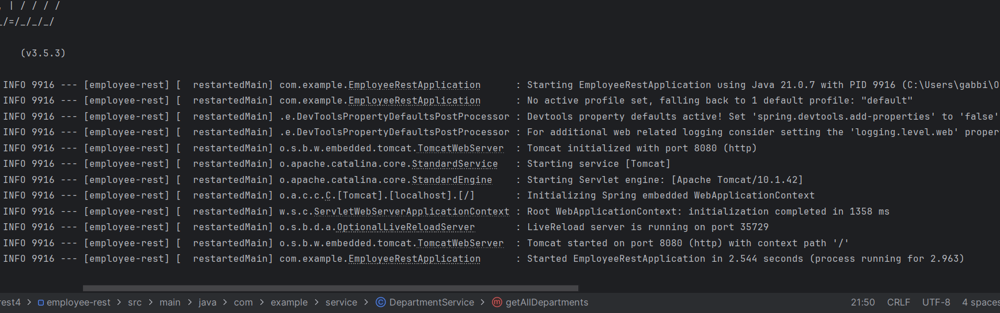 , | / / / /
_/=/_/_/_/
(v3.5.3)
INFO 9916 --- [employee-rest] [  restartedMain] com.example.EmployeeRestApplication      : Starting EmployeeRestApplication using Java 21.0.7 with PID 9916 (C:\Users\gabbi\O
INFO 9916 --- [employee-rest] [  restartedMain] com.example.EmployeeRestApplication      : No active profile set, falling back to 1 default profile: "default"
INFO 9916 --- [employee-rest] [  restartedMain] .e.DevToolsPropertyDefaultsPostProcessor : Devtools property defaults active! Set 'spring.devtools.add-properties' to 'false'
INFO 9916 --- [employee-rest] [  restartedMain] .e.DevToolsPropertyDefaultsPostProcessor : For additional web related logging consider setting the 'logging.level.web' proper
INFO 9916 --- [employee-rest] [  restartedMain] o.s.b.w.embedded.tomcat.TomcatWebServer  : Tomcat initialized with port 8080 (http)
INFO 9916 --- [employee-rest] [  restartedMain] o.apache.catalina.core.StandardService   : Starting service [Tomcat]
INFO 9916 --- [employee-rest] [  restartedMain] o.apache.catalina.core.StandardEngine    : Starting Servlet engine: [Apache Tomcat/10.1.42]
INFO 9916 --- [employee-rest] [  restartedMain] o.a.c.c.C.[Tomcat].[localhost].[/]       : Initializing Spring embedded WebApplicationContext
INFO 9916 --- [employee-rest] [  restartedMain] w.s.c.ServletWebServerApplicationContext : Root WebApplicationContext: initialization completed in 1358 ms
INFO 9916 --- [employee-rest] [  restartedMain] o.s.b.d.a.OptionalLiveReloadServer       : LiveReload server is running on port 35729
INFO 9916 --- [employee-rest] [  restartedMain] o.s.b.w.embedded.tomcat.TomcatWebServer  : Tomcat started on port 8080 (http) with context path '/'
INFO 9916 --- [employee-rest] [  restartedMain] com.example.EmployeeRestApplication      : Started EmployeeRestApplication in 2.544 seconds (process running for 2.963)
rest4 > employee-rest > src > main > java > com > example > service > DepartmentService > getAllDepartments 21:50 CRLF UTF-8 4 spaces